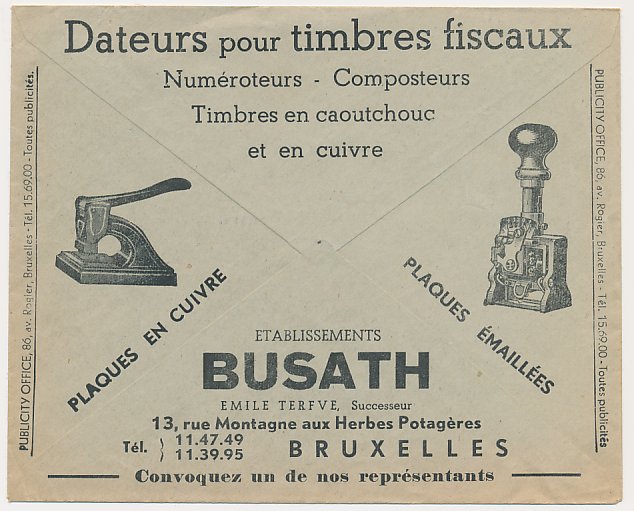 Dateurs pour timbres fiscaux
Numéroteurs - Composteurs
Timbres en caoutchouc
et en cuivre
PUBLICITY OFFICE, 86, av. Rogier, Bruxelles - Tél. 15.69.00 - Toutes publicités.
PUBLICITY OFFICE, 86, av. Rogier, Bruxelles - Tél. 15.69.00 - Toutes publicités
PLAQUES EN CUIVRE
PLAQUES ÉMAILLÉES
ETABLISSEMENTS
BUSATH
EMILE TERFVE, Successeur
13, rue Montagne aux Herbes Potagères
Tél. } 11.47.49
11.39.95 BRUXELLES
Convoquez un de nos représentants